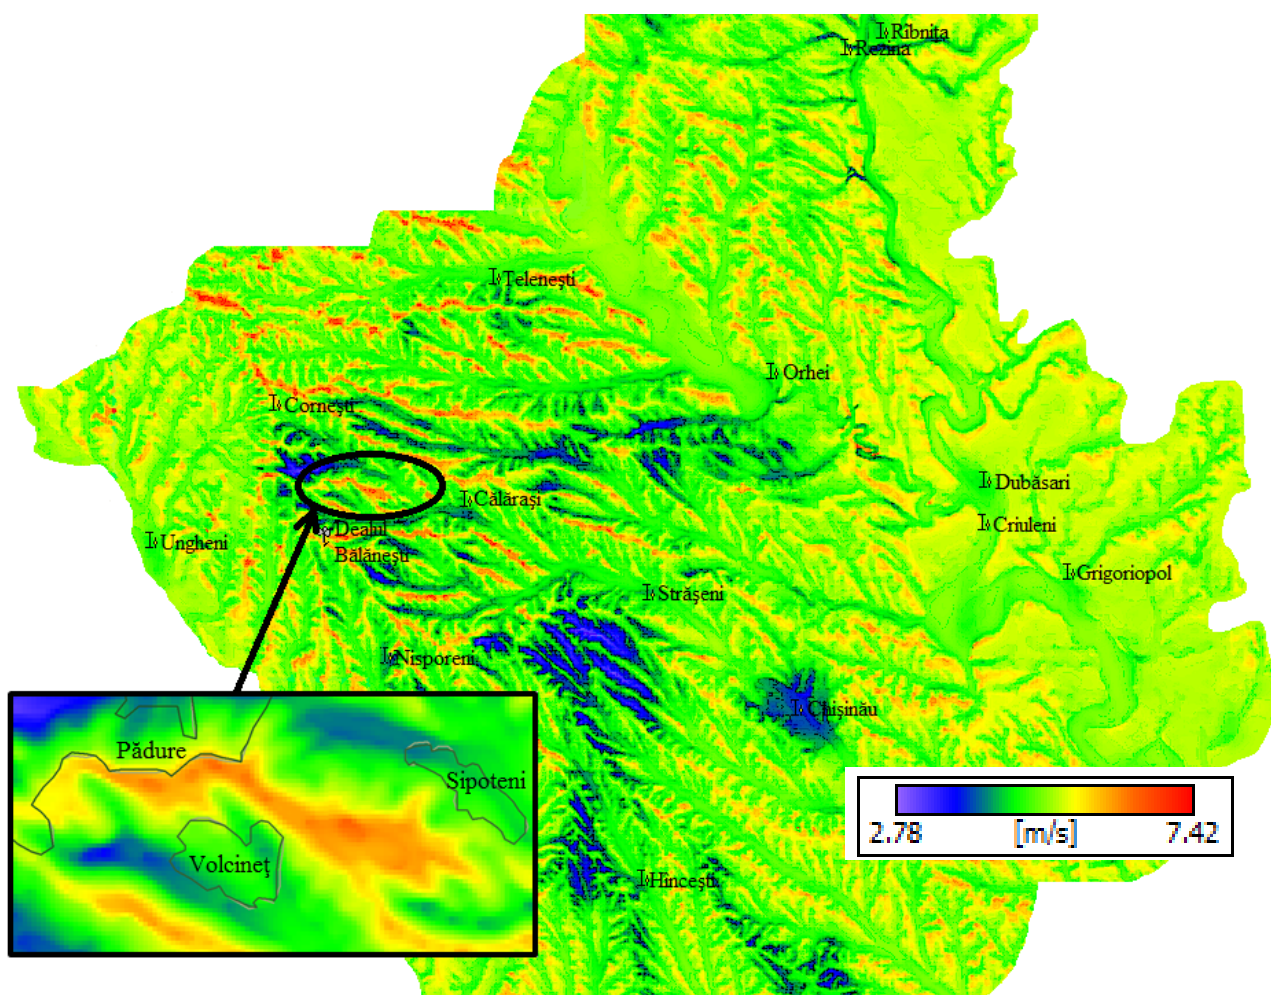 Rîbnița
Rezina
Telenești
Orhei
Cornești
Călărași
Dubăsari
Criuleni
Dealul
Bălănești
Ungheni
Grigoriopol
Strășeni
Nisporeni
Chișinău
Pădure
Sipoteni
Volcineț
2.78 [m/s] 7.42
Hîncești